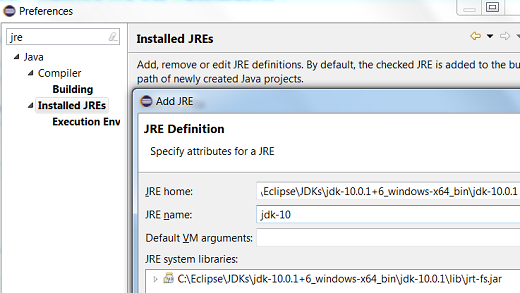 Preferences
jre
Java
Compiler
Building
Installed JREs
Execution Env
Installed JREs
Add, remove or edit JRE definitions. By default, the checked JRE is added to the bu
path of newly created Java projects.
Add JRE
JRE Definition
Specify attributes for a JRE
JRE home:
\Eclipse\JDKs\jdk-10.0.1+6_windows-x64_bin\jdk-10.0.1
JRE name:
jdk-10
Default VM arguments:
JRE system libraries:
C:\Eclipse\JDKs\jdk-10.0.1+6_windows-x64_bin\jdk-10.0.1\lib\jrt-fs.jar